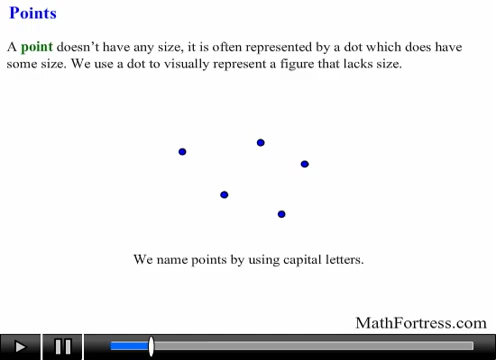 Points
A point doesn't have any size, it is often represented by a dot which does have
some size. We use a dot to visually represent a figure that lacks size.
We name points by using capital letters.
MathFortress.com